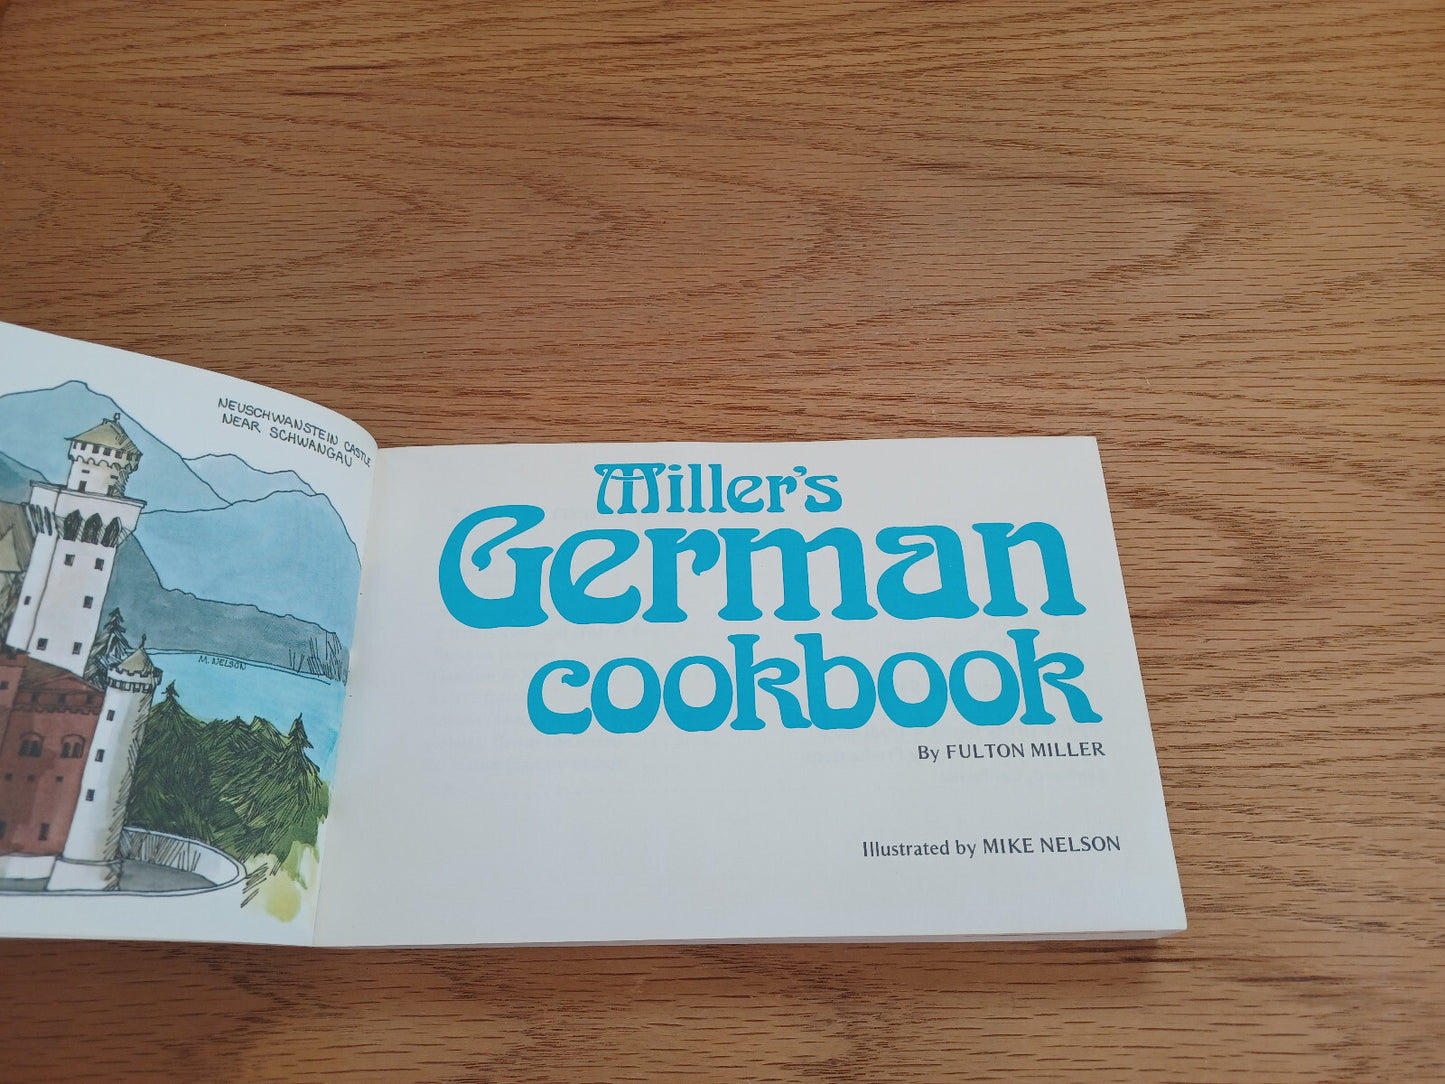 NEUSCHWANSTEIN CASTLE
NEAR SCHWANGAU
M. NELSON
Miller's
German
cookbook
By FULTON MILLER
Illustrated by MIKE NELSON